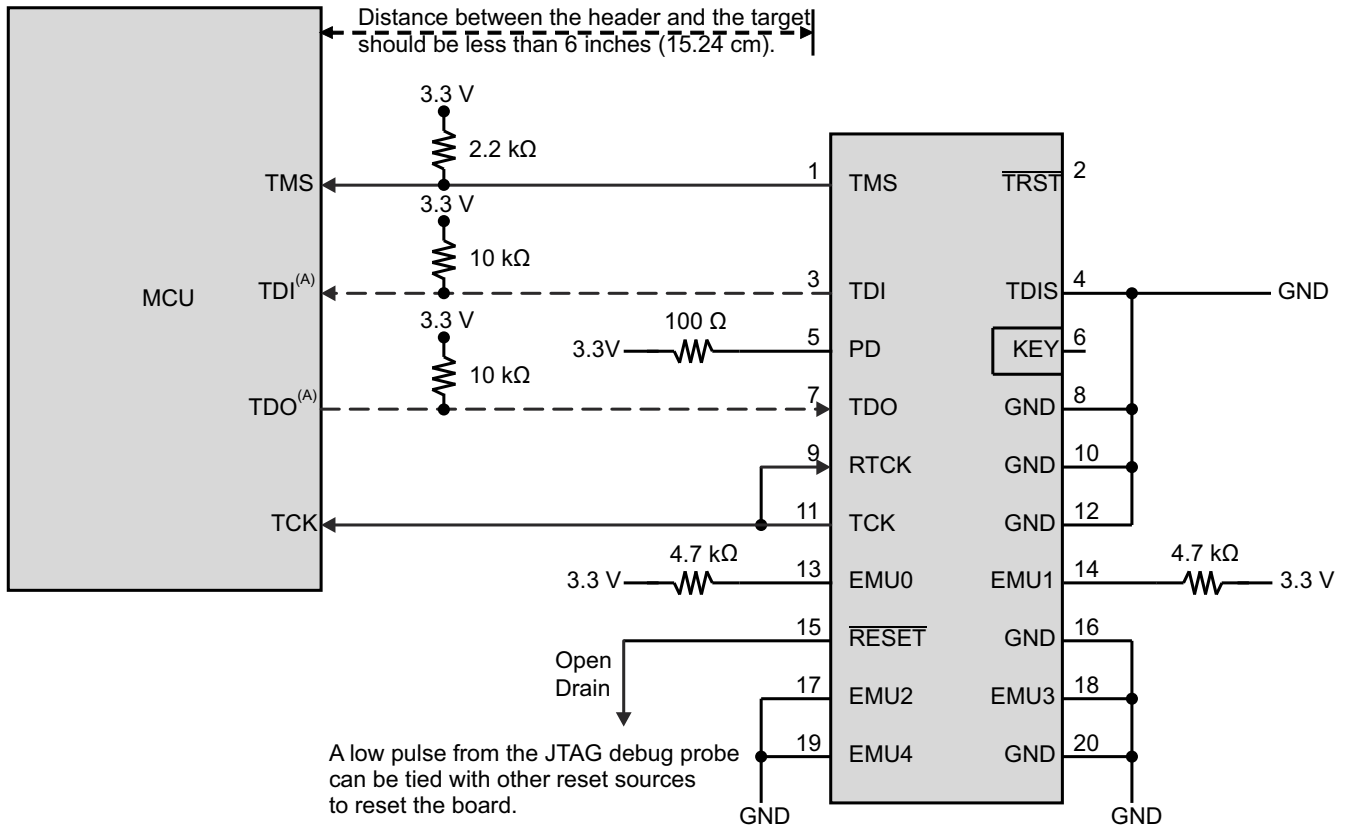 Distance between the header and the target
should be less than 6 inches (15.24 cm).
3.3 V
2.2 kΩ
TMS
1
TMS
TRST
2
3.3 V
10 kΩ
MCU
TDI(A)
3
TDI
TDIS
4
GND
3.3 V
10 kΩ
3.3V
100 Ω
5
PD
KEY
6
TDO(A)
7
TDO
GND
8
9
RTCK
GND
10
TCK
11
TCK
GND
12
3.3 V
4.7 kΩ
13
EMU0
EMU1
14
4.7 kΩ
3.3 V
15
RESET
GND
16
Open
Drain
17
EMU2
EMU3
18
19
EMU4
GND
20
A low pulse from the JTAG debug probe
can be tied with other reset sources
to reset the board.
GND
GND